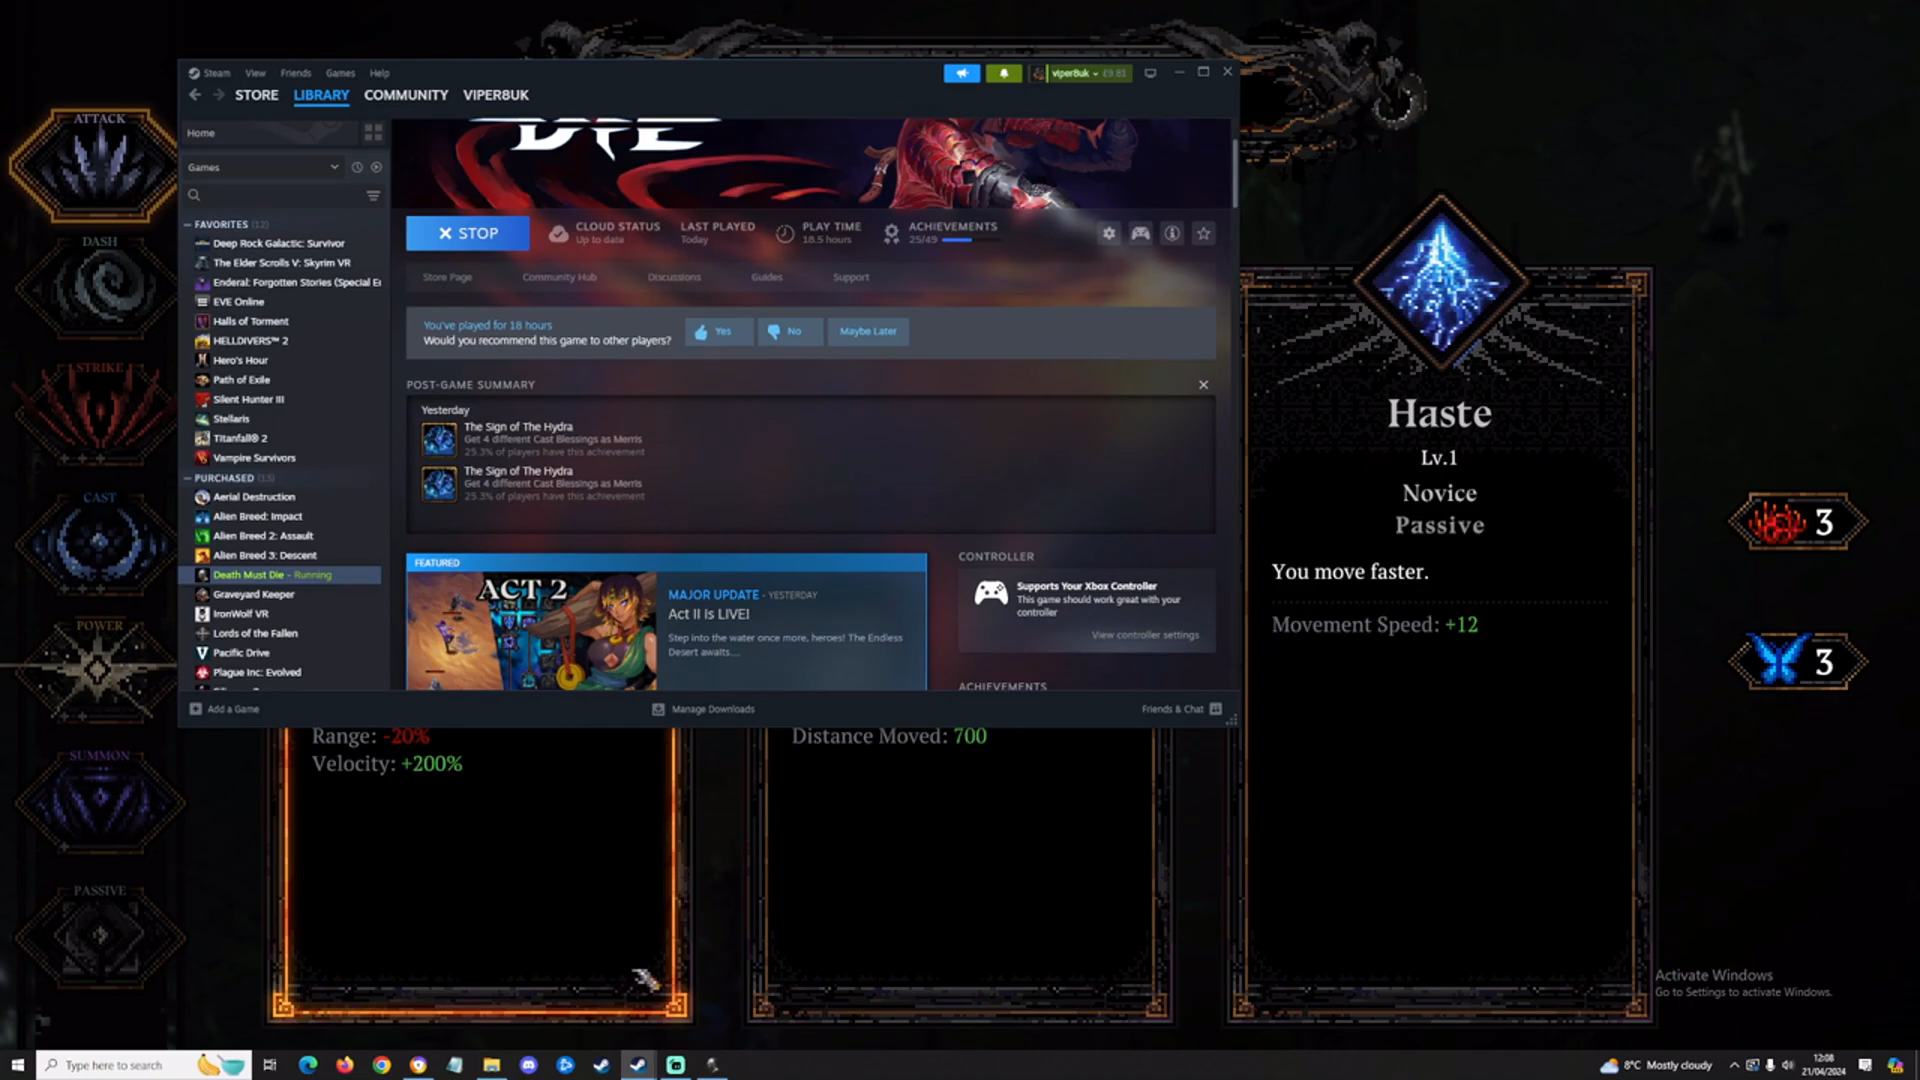 Steam View Friends Games Help
viper8uk £9.81
STORE LIBRARY COMMUNITY VIPER8UK
Home
Games
DIE
STOP
CLOUD STATUS
Up to date
LAST PLAYED
Today
PLAY TIME
18.5 hours
ACHIEVEMENTS
25/49
Store Page Community Hub Discussions Guides Support
You've played for 18 hours
Would you recommend this game to other players?
Yes No Maybe Later
POST-GAME SUMMARY
Yesterday
The Sign of The Hydra
Get 4 different Cast Blessings as Merris
25.3% of players have this achievement
The Sign of The Hydra
Get 4 different Cast Blessings as Merris
25.3% of players have this achievement
FEATURED
ACT 2
MAJOR UPDATE - YESTERDAY
Act II is LIVE!
Step into the water once more, heroes! The Endless
Desert awaits....
CONTROLLER
Supports Your Xbox Controller
This game should work great with your
controller
View controller settings
ACHIEVEMENTS
FAVORITES (12)
Deep Rock Galactic: Survivor
The Elder Scrolls V: Skyrim VR
Enderal: Forgotten Stories (Special E
EVE Online
Halls of Torment
HELLDIVERS™ 2
Hero's Hour
Path of Exile
Silent Hunter III
Stellaris
Titanfall® 2
Vampire Survivors
PURCHASED (13)
Aerial Destruction
Alien Breed: Impact
Alien Breed 2: Assault
Alien Breed 3: Descent
Death Must Die - Running
Graveyard Keeper
IronWolf VR
Lords of the Fallen
Pacific Drive
Plague Inc: Evolved
Add a Game
Manage Downloads
Friends & Chat
ATTACK
DASH
STRIKE
CAST
POWER
SUMMON
PASSIVE
Range: -20%
Velocity: +200%
Distance Moved: 700
Haste
Lv.1
Novice
Passive
You move faster.
Movement Speed: +12
3
3
Activate Windows
Go to Settings to activate Windows.
Type here to search
8°C Mostly cloudy
12:08
21/04/2024